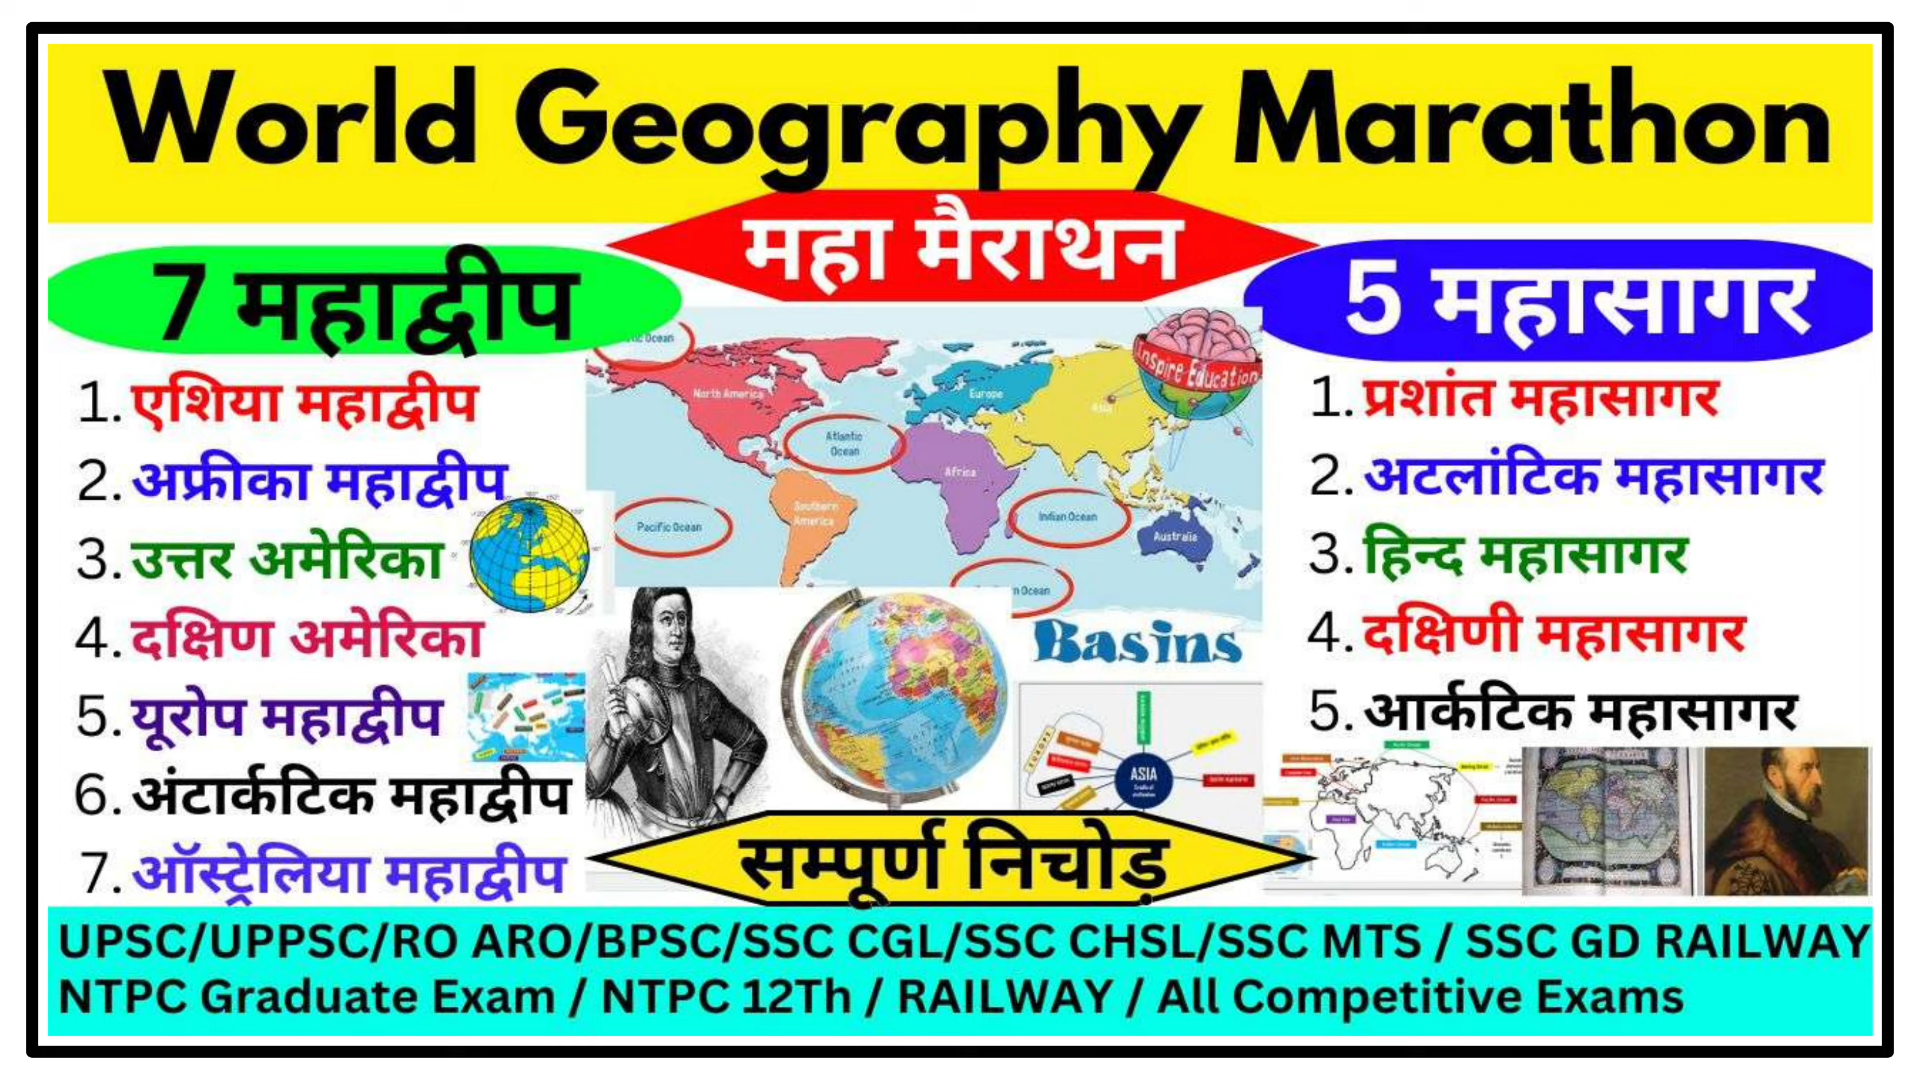 World Geography Marathon
महा मैराथन
7 महाद्वीप
1. एशिया महाद्वीप
2. अफ्रीका महाद्वीप
3. उत्तर अमेरिका
4. दक्षिण अमेरिका
5. यूरोप महाद्वीप
6. अंटार्कटिक महाद्वीप
7. ऑस्ट्रेलिया महाद्वीप
Ocean
North America
Europe
Asia
Inspire Education
Atlantic
Ocean
Africa
Southern
America
Pacific Ocean
Indian Ocean
Australia
Ocean
Basins
EUROPE
ASIA
5 महासागर
1. प्रशांत महासागर
2. अटलांटिक महासागर
3. हिन्द महासागर
4. दक्षिणी महासागर
5. आर्कटिक महासागर
सम्पूर्ण निचोड़
UPSC/UPPSC/RO ARO/BPSC/SSC CGL/SSC CHSL/SSC MTS / SSC GD RAILWAY
NTPC Graduate Exam / NTPC 12Th / RAILWAY / All Competitive Exams